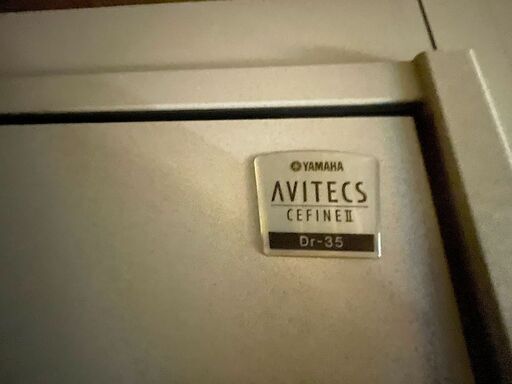 YAMAHA
AVITECS
CEFINE II
Dr-35